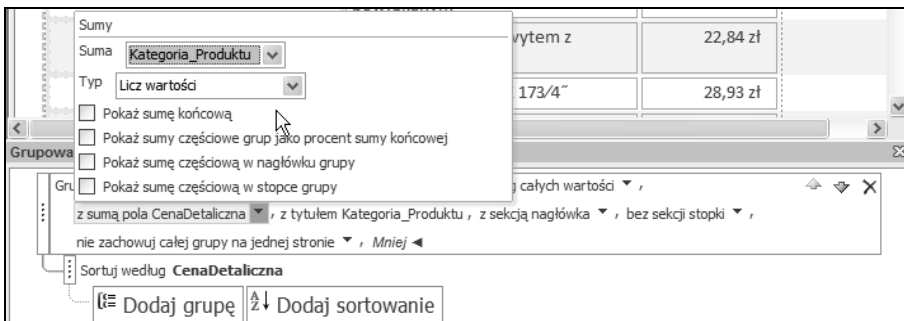 Sumy
Suma Kategoria_Produktu
Typ Licz wartości
Pokaż sumę końcową
Pokaż sumy częściowe grup jako procent sumy końcowej
Pokaż sumę częściową w nagłówku grupy
Pokaż sumę częściową w stopce grupy
wytem z 22,84 zł
173/4˝ 28,93 zł
Grupowa
Gru całych wartości ,
z sumą pola CenaDetaliczna , z tytułem Kategoria_Produktu , z sekcją nagłówka , bez sekcji stopki ,
nie zachowuj całej grupy na jednej stronie , Mniej
Sortuj według CenaDetaliczna
Dodaj grupę Dodaj sortowanie